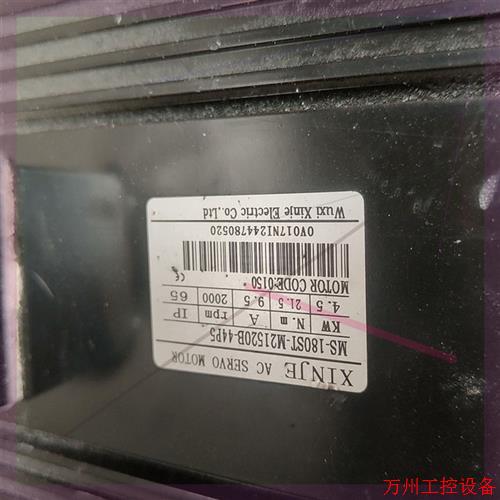 XINJE AC SERVO MOTOR
MS-180ST-M21520B-44P5
KW N.m A rpm IP
4.5 21.5 9.5 2000 65
MOTOR CODE:0150 CE
0V017NI244780520
Wuxi Xinje Electric Co.,Ltd
万州工控设备